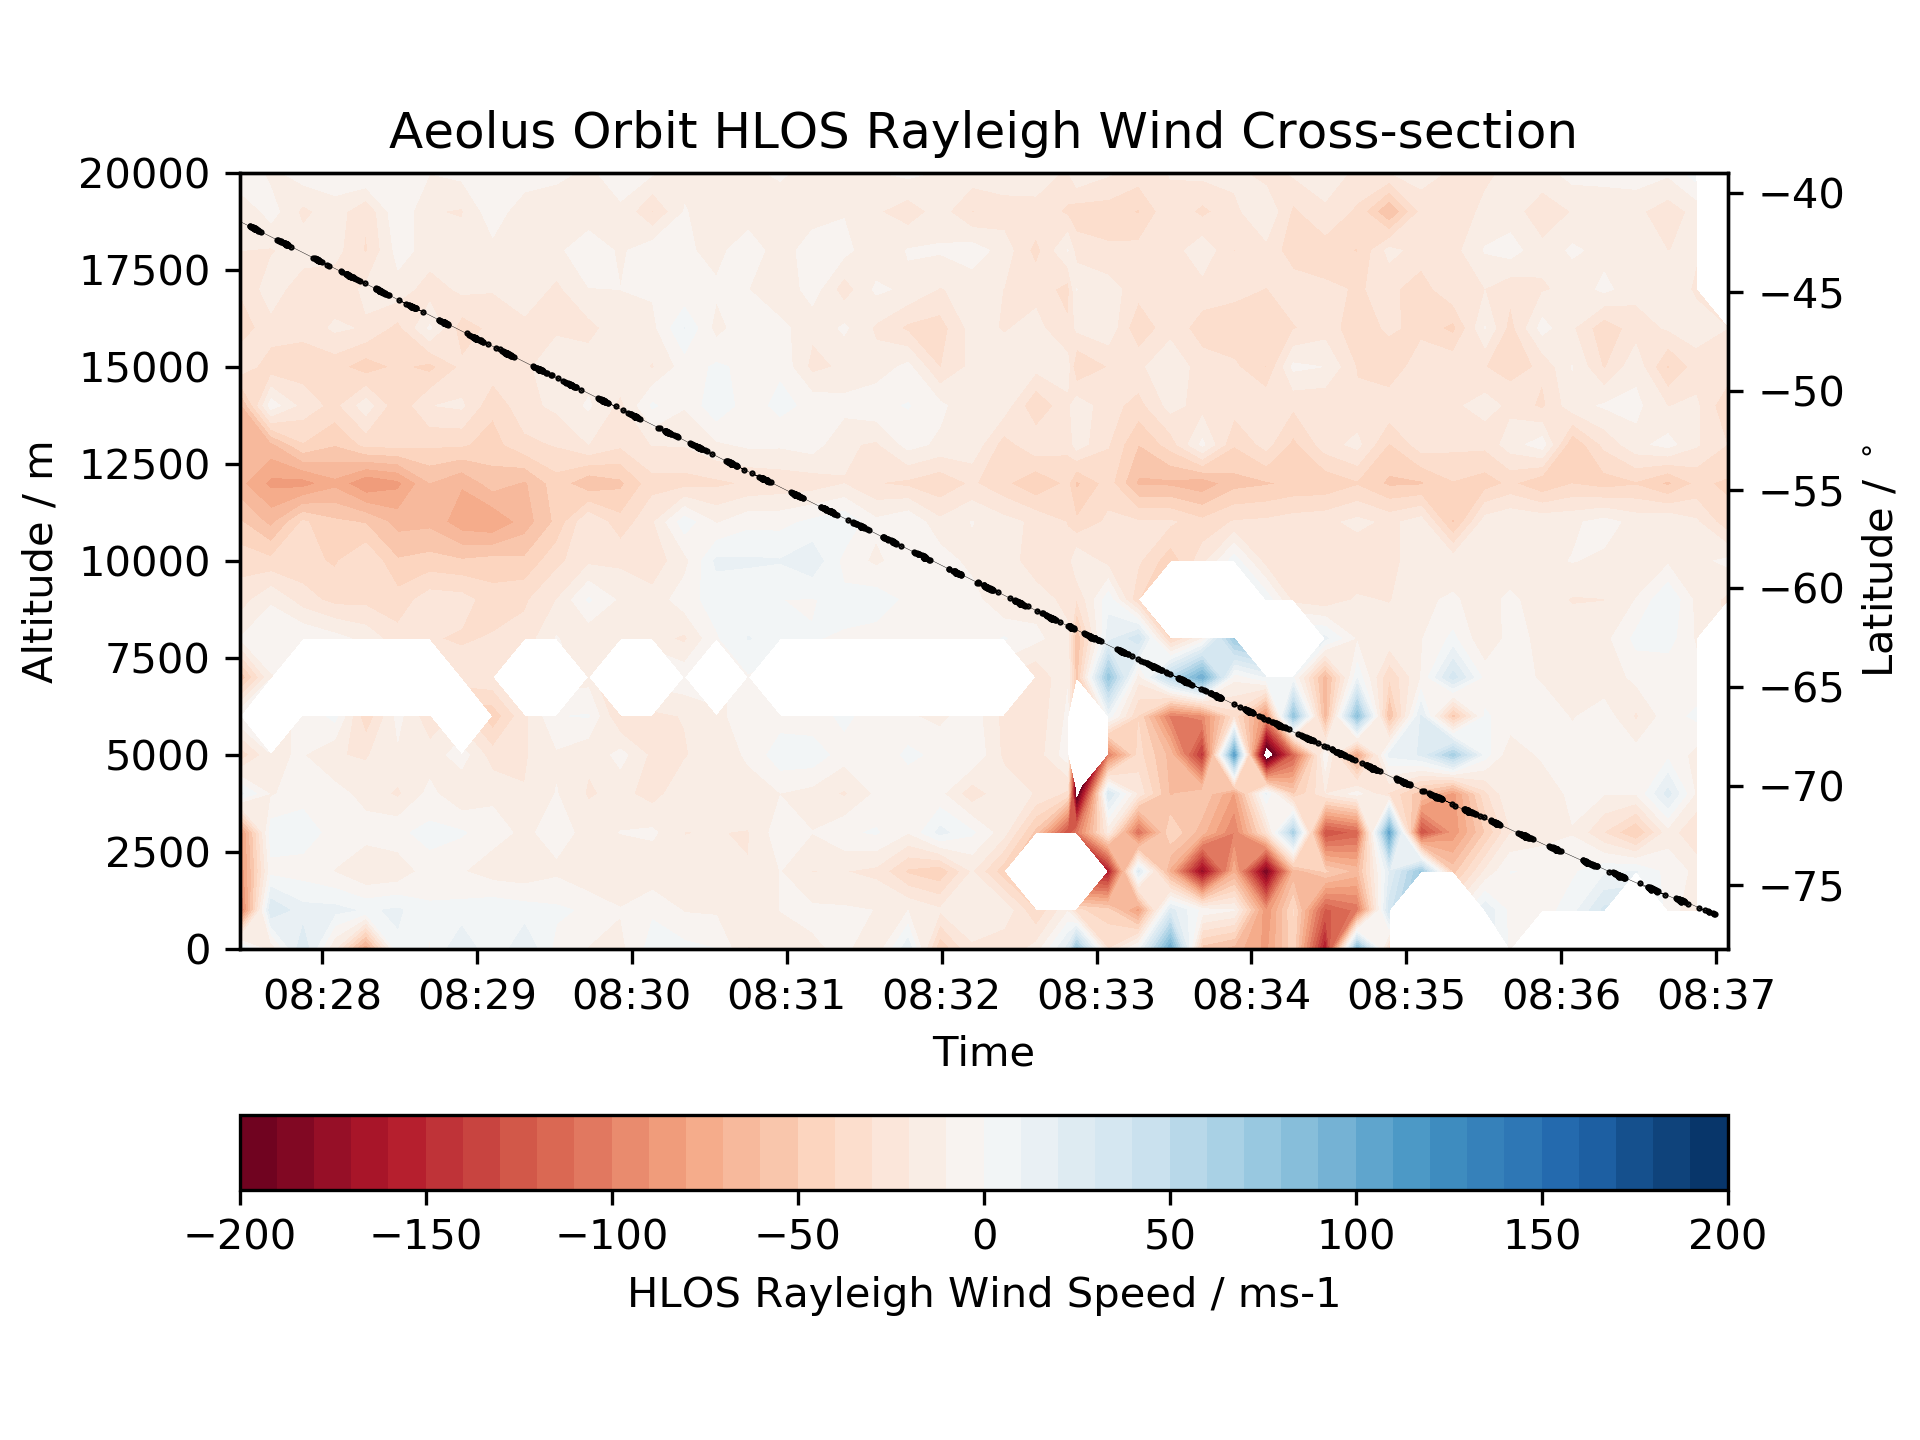 Aeolus Orbit HLOS Rayleigh Wind Cross-section
20000
17500
15000
12500
10000
7500
5000
2500
0
Altitude / m
−40
−45
−50
−55
−60
−65
−70
−75
Latitude / °
08:28 08:29 08:30 08:31 08:32 08:33 08:34 08:35 08:36 08:37
Time
−200 −150 −100 −50 0 50 100 150 200
HLOS Rayleigh Wind Speed / ms-1